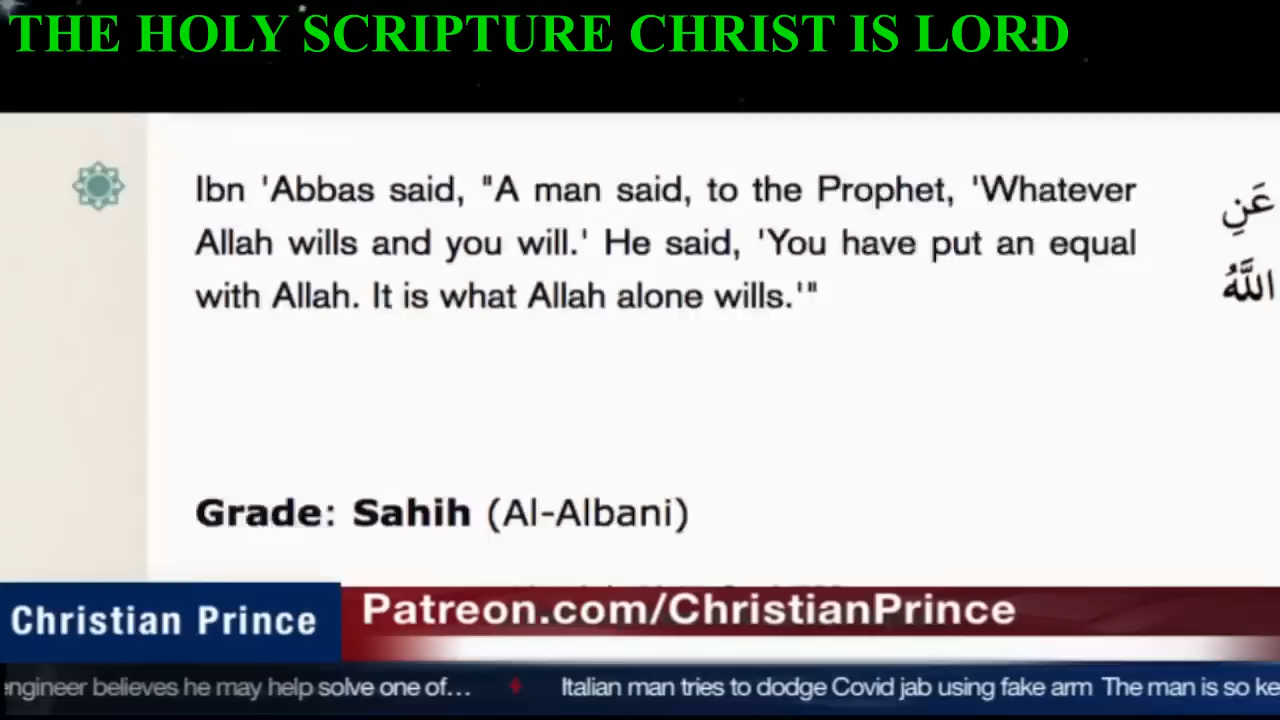 THE HOLY SCRIPTURE CHRIST IS LORD
Ibn 'Abbas said, "A man said, to the Prophet, 'Whatever
Allah wills and you will.' He said, 'You have put an equal
with Allah. It is what Allah alone wills.'"
عَنِ
اللَّهُ
Grade: Sahih (Al-Albani)
Christian Prince
Patreon.com/ChristianPrince
engineer believes he may help solve one of... Italian man tries to dodge Covid jab using fake arm The man is so ke